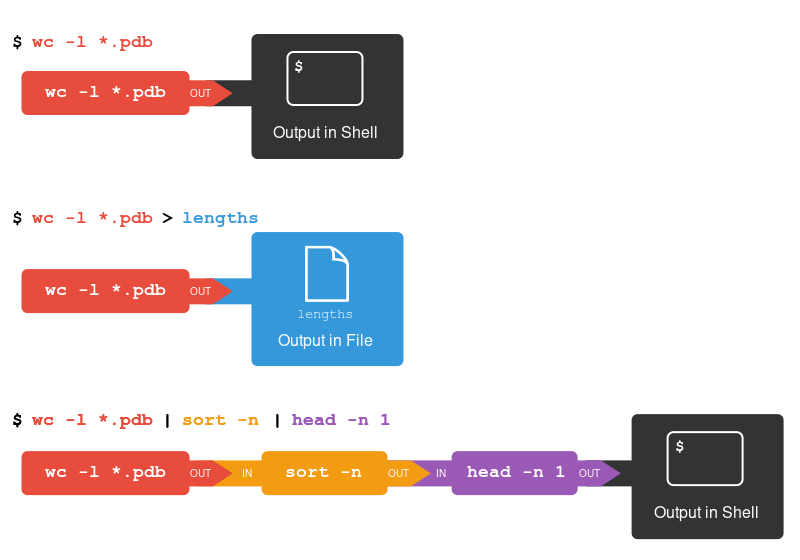 $ wc -l *.pdb
wc -l *.pdb OUT
$
Output in Shell
$ wc -l *.pdb > lengths
wc -l *.pdb OUT
lengths
Output in File
$ wc -l *.pdb | sort -n | head -n 1
wc -l *.pdb OUT IN sort -n OUT IN head -n 1 OUT
$
Output in Shell